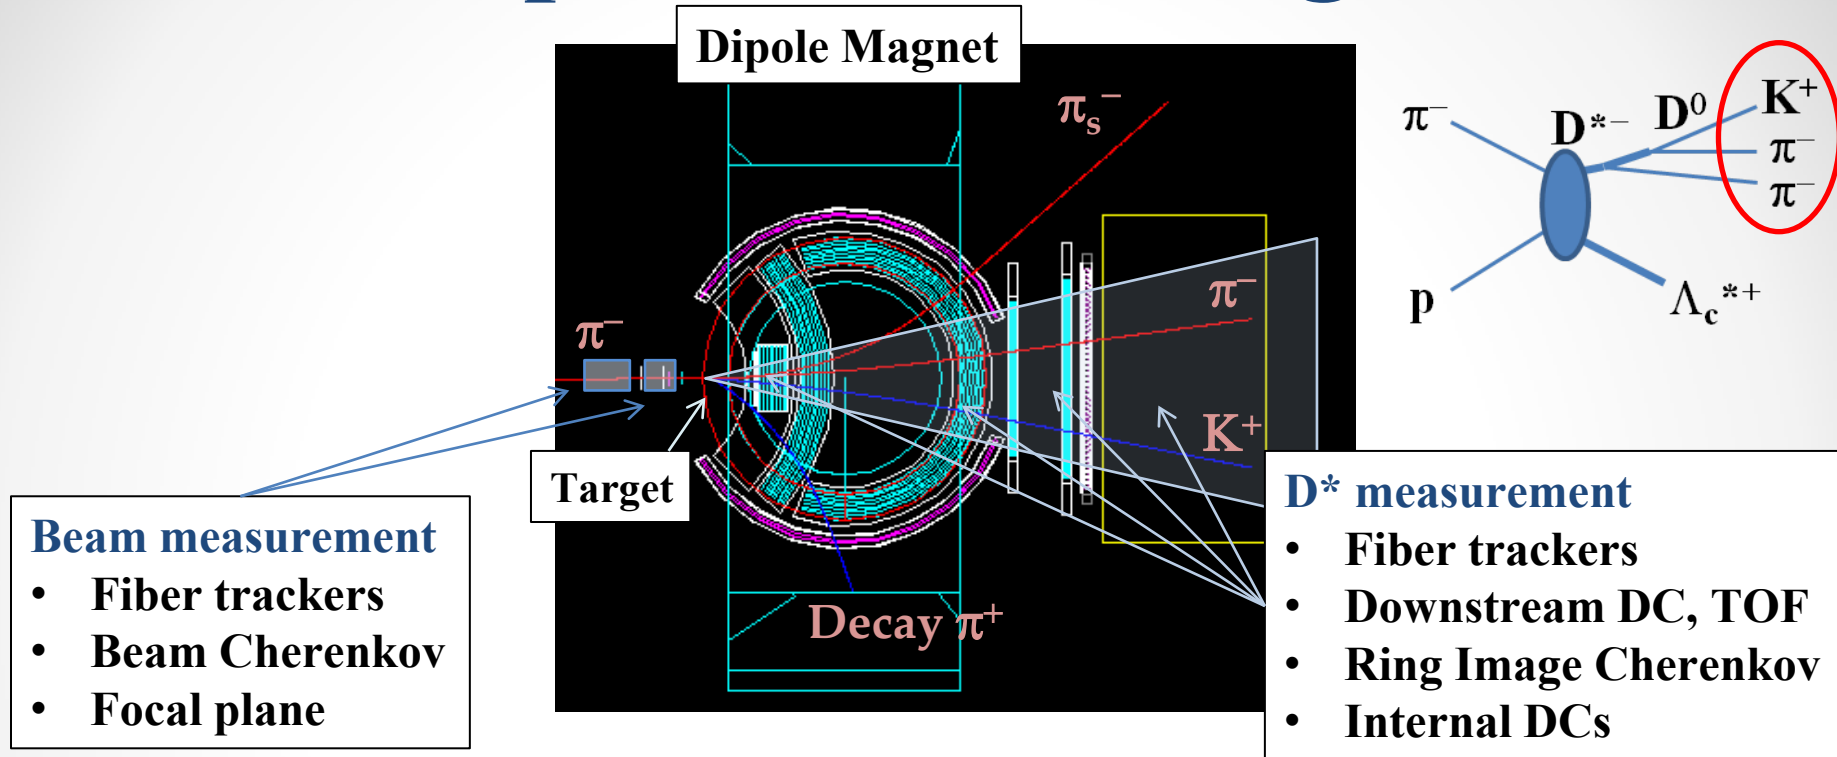 Dipole Magnet
πs−
π−
π−
K+
Target
Decay π+
π−
p
D*−
D0
K+
π−
π−
Λc*+
Beam measurement
• Fiber trackers
• Beam Cherenkov
• Focal plane
D* measurement
• Fiber trackers
• Downstream DC, TOF
• Ring Image Cherenkov
• Internal DCs